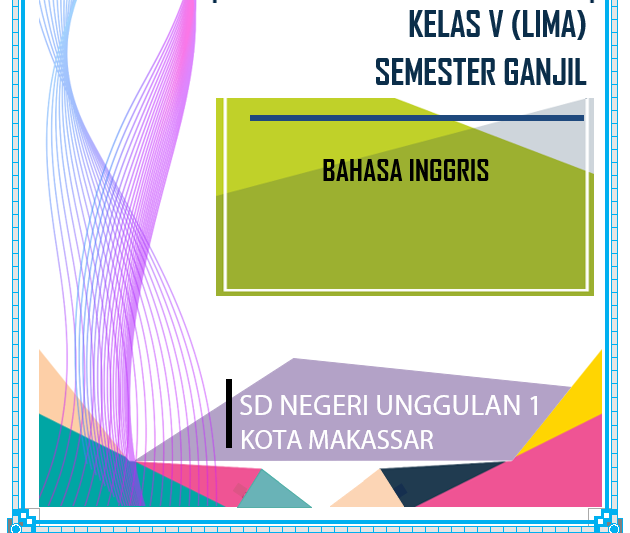 KELAS V (LIMA)
SEMESTER GANJIL
BAHASA INGGRIS
SD NEGERI UNGGULAN 1
KOTA MAKASSAR